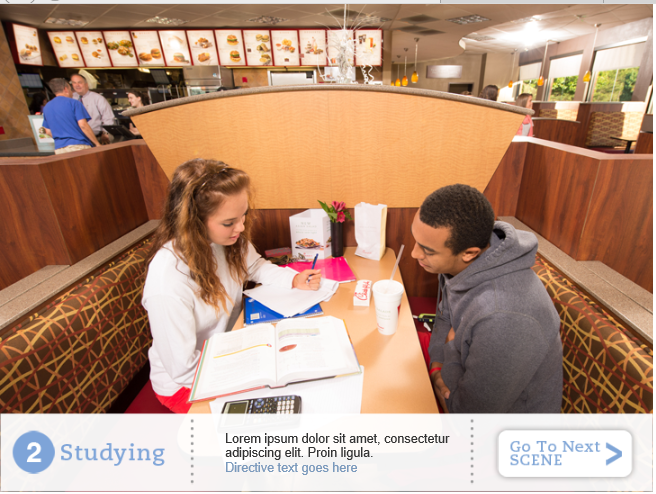 2 Studying
Lorem ipsum dolor sit amet, consectetur
adipiscing elit. Proin ligula.
Directive text goes here
Go To Next
SCENE